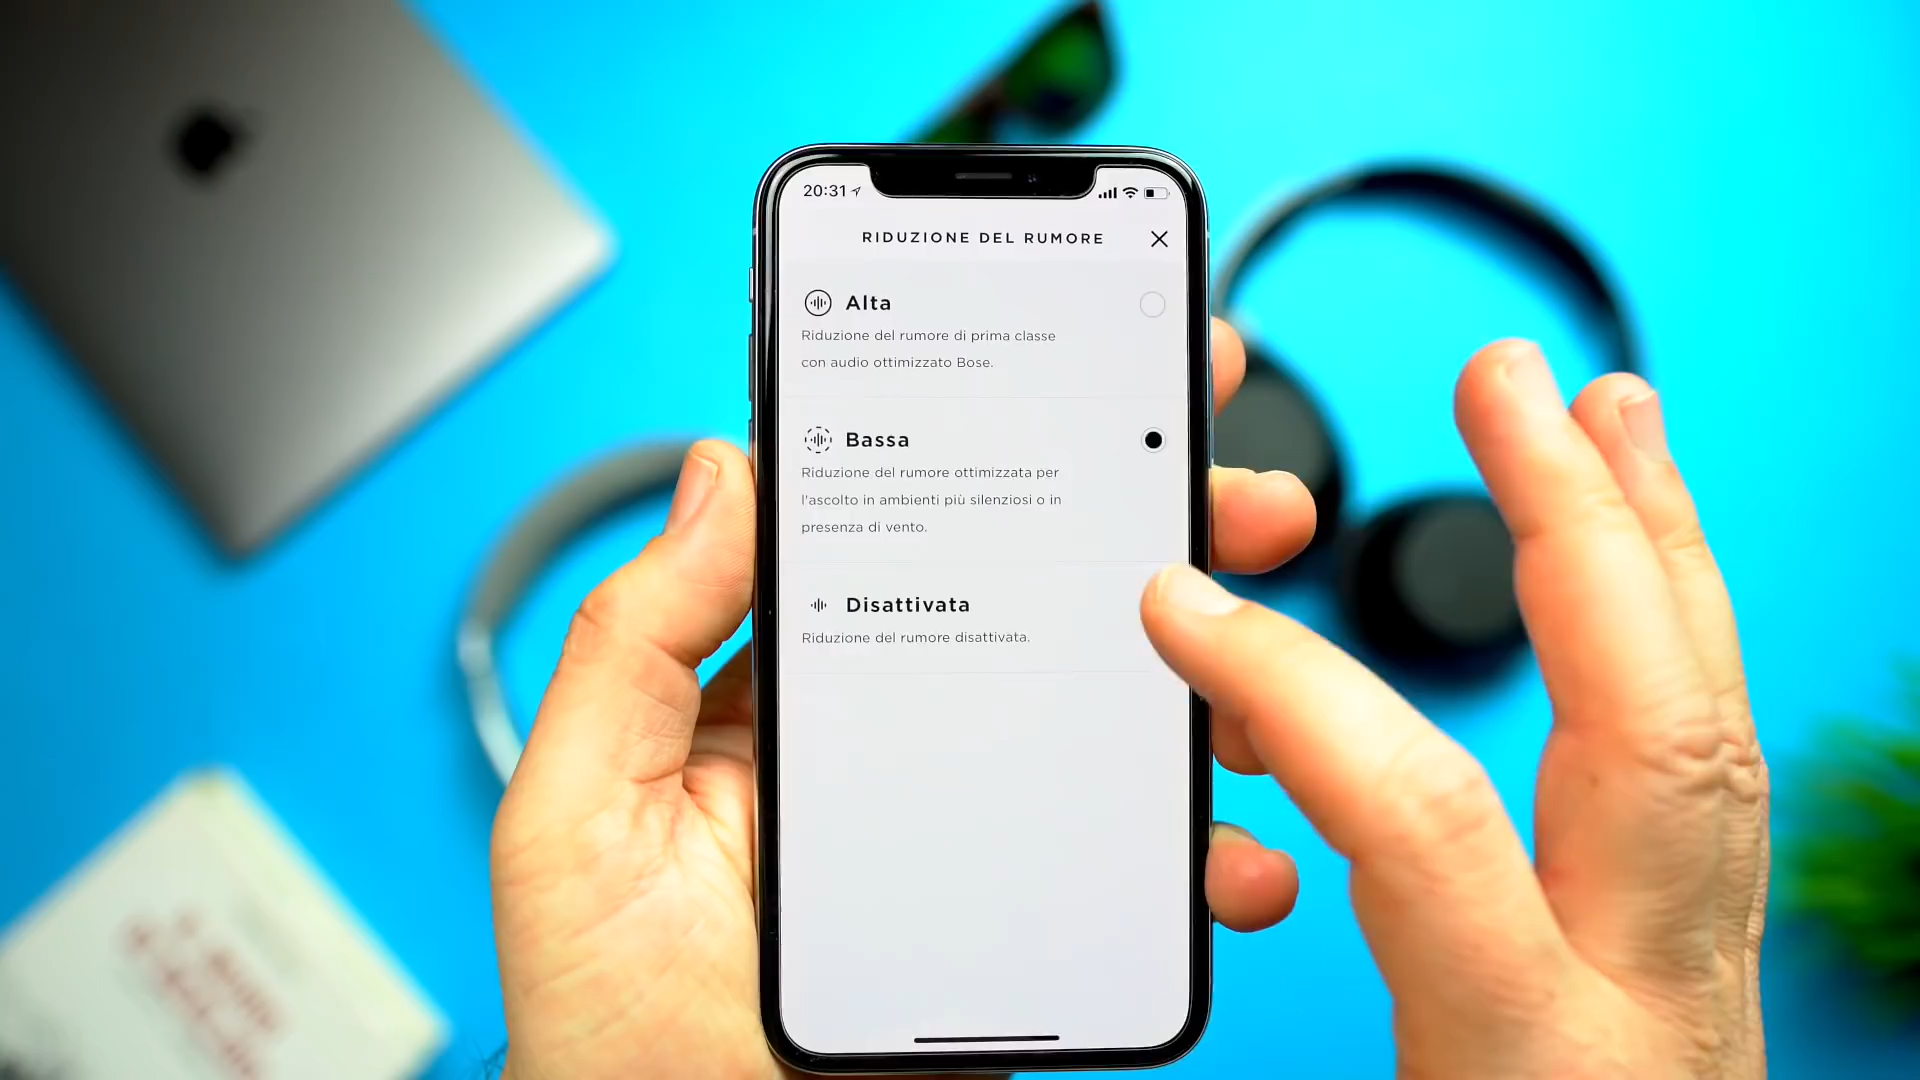 20:31
RIDUZIONE DEL RUMORE
Alta
Riduzione del rumore di prima classe
con audio ottimizzato Bose.
Bassa
Riduzione del rumore ottimizzata per
l'ascolto in ambienti più silenziosi o in
presenza di vento.
Disattivata
Riduzione del rumore disattivata.